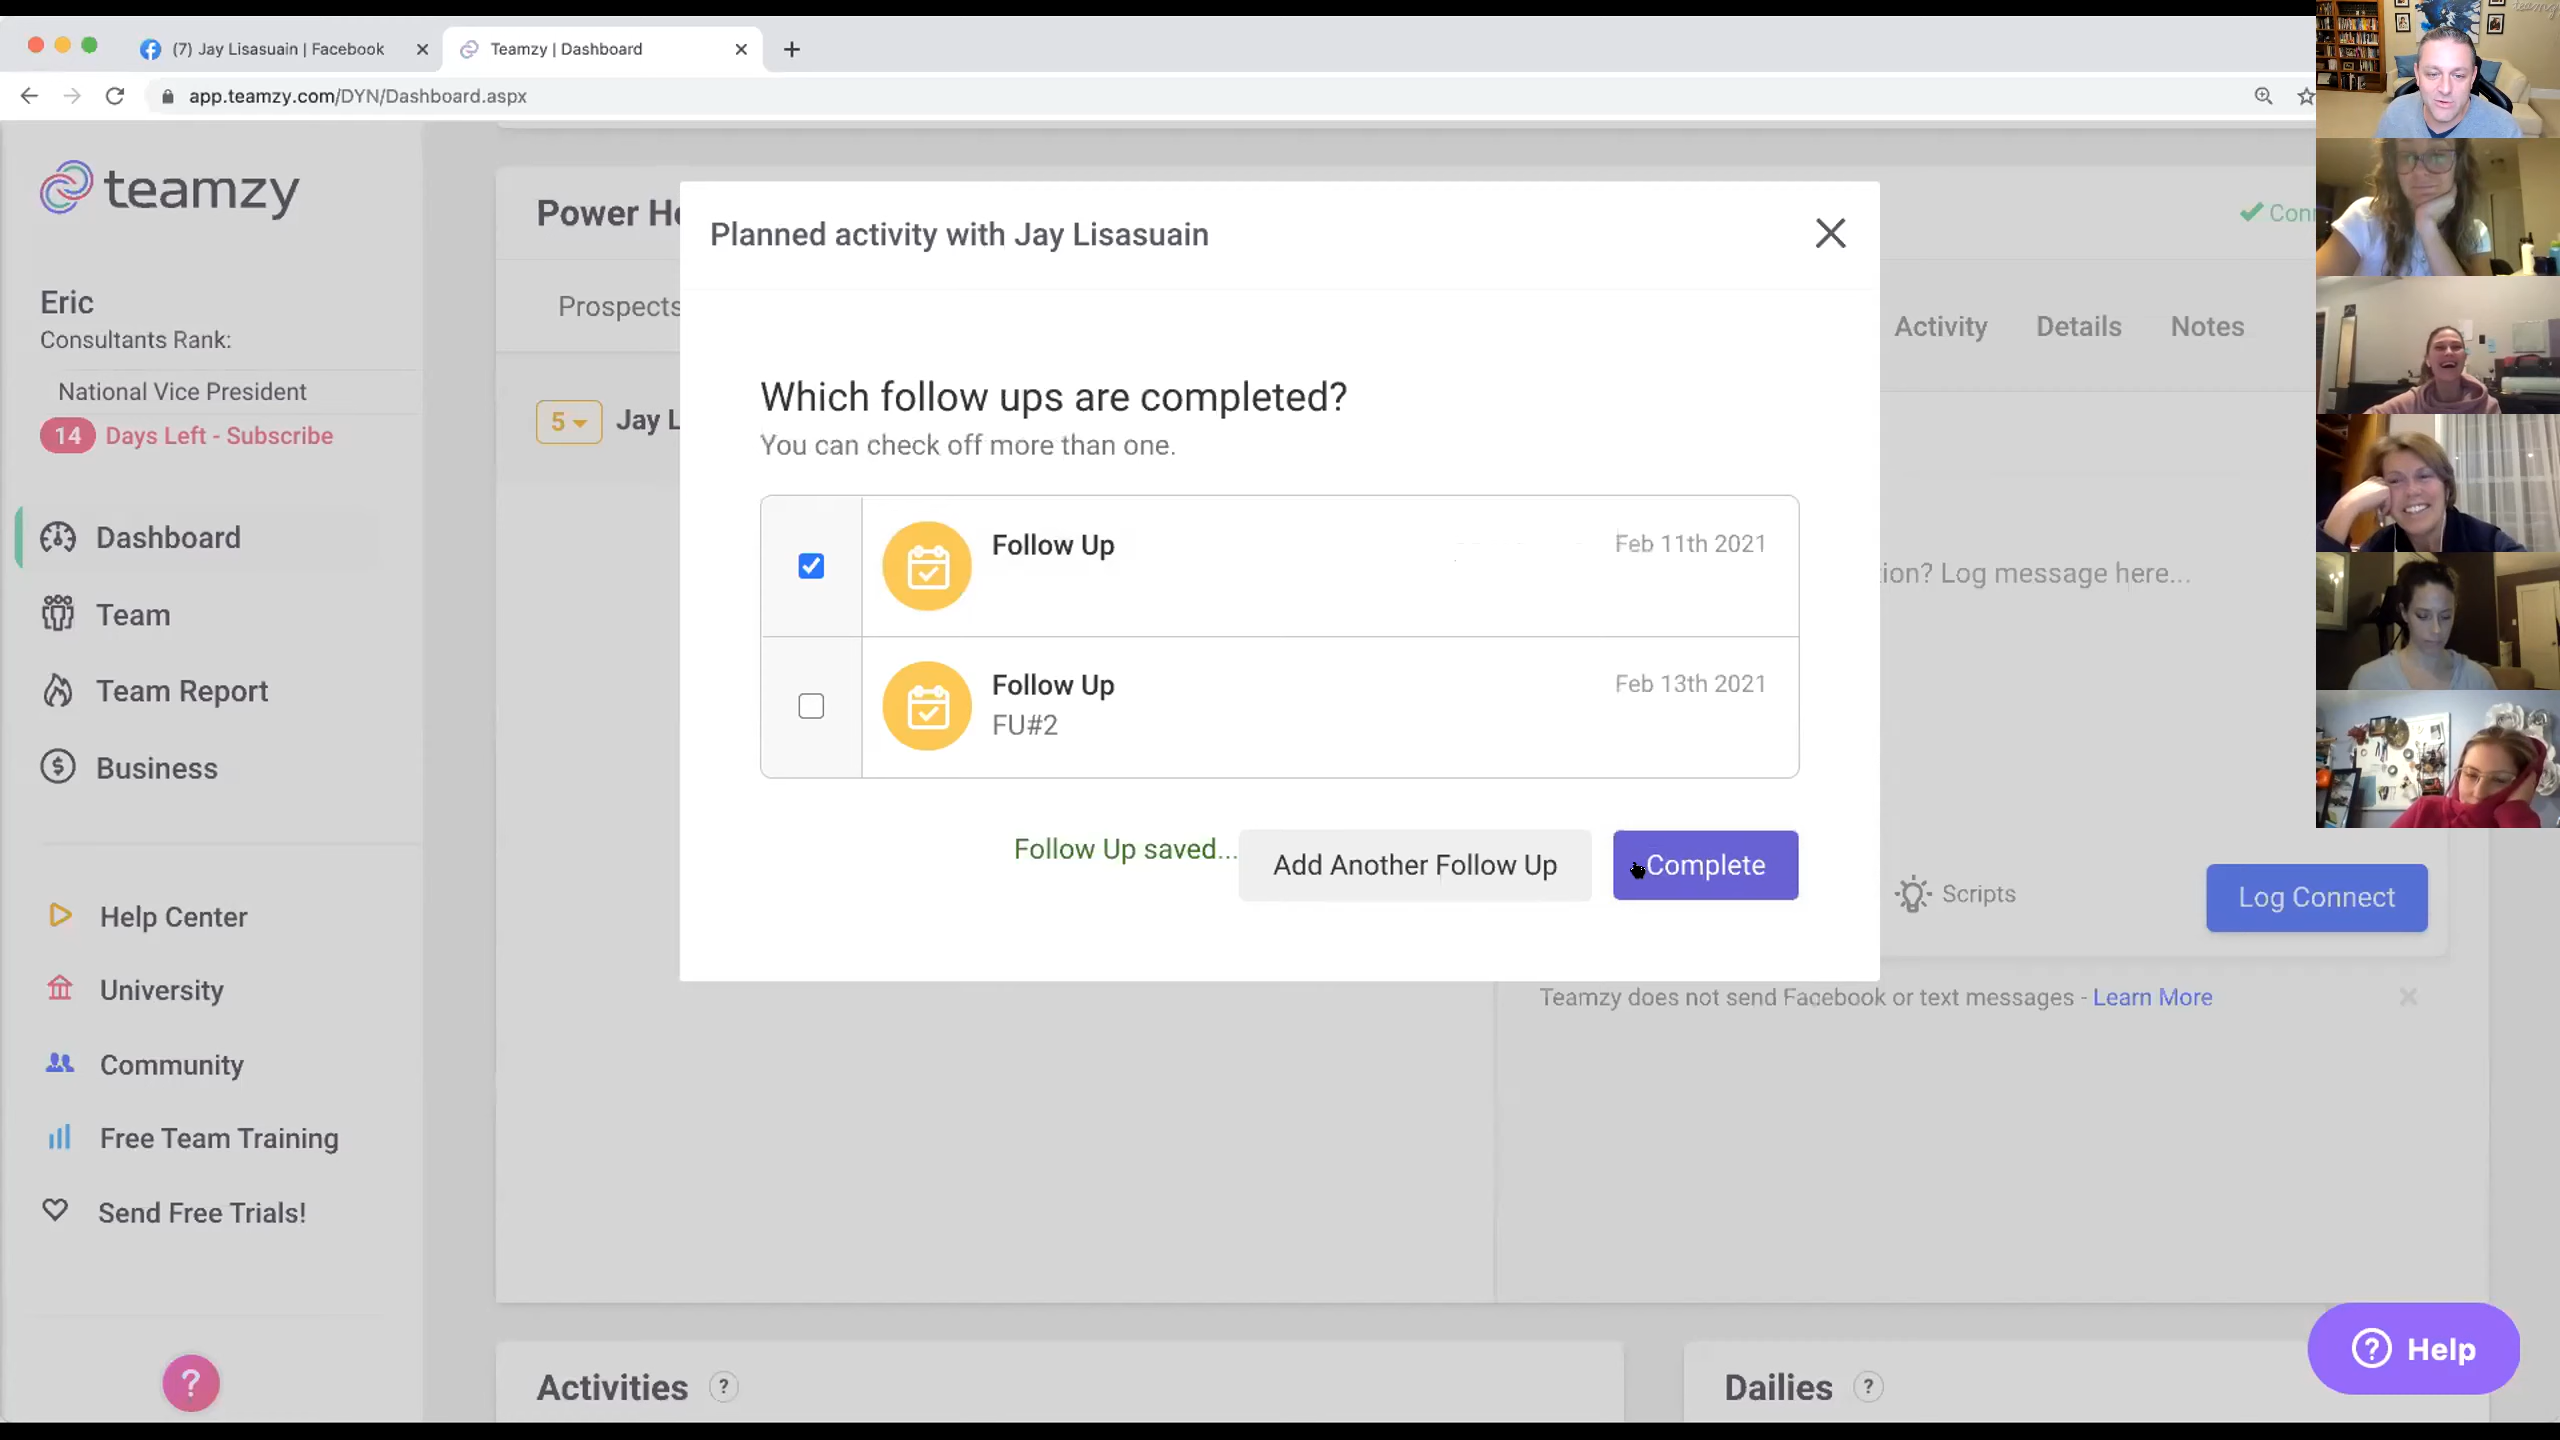 (7) Jay Lisasuain | Facebook
Teamzy | Dashboard
app.teamzy.com/DYN/Dashboard.aspx
teamzy
Eric
Consultants Rank:
National Vice President
14 Days Left - Subscribe
Dashboard
Team
Team Report
Business
Help Center
University
Community
Free Team Training
Send Free Trials!
?
Power Ho
Prospects
5 Jay L
Planned activity with Jay Lisasuain
Which follow ups are completed?
You can check off more than one.
Follow Up
Feb 11th 2021
Follow Up
Feb 13th 2021
FU#2
Follow Up saved...
Add Another Follow Up
Complete
Conn
Activity
Details
Notes
tion? Log message here...
Scripts
Log Connect
Teamzy does not send Facebook or text messages - Learn More
Activities ?
Dailies ?
? Help